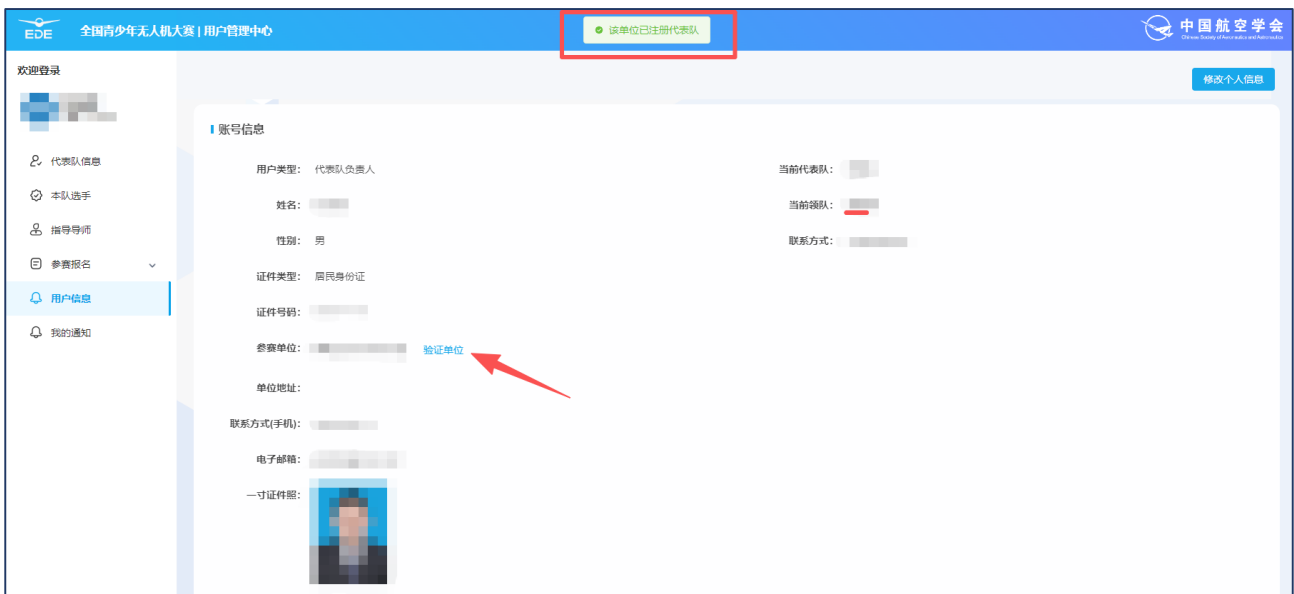 EDE
全国青少年无人机大赛 | 用户管理中心
该单位已注册代表队
中国航空学会
Chinese Society of Aeronautics and Astronautics
欢迎登录
修改个人信息
账号信息
代表队信息
本队选手
指导导师
参赛报名
用户信息
我的通知
用户类型： 代表队负责人
当前代表队：
姓名：
当前领队：
性别： 男
联系方式：
证件类型： 居民身份证
证件号码：
参赛单位： 验证单位
单位地址：
联系方式(手机)：
电子邮箱：
一寸证件照：